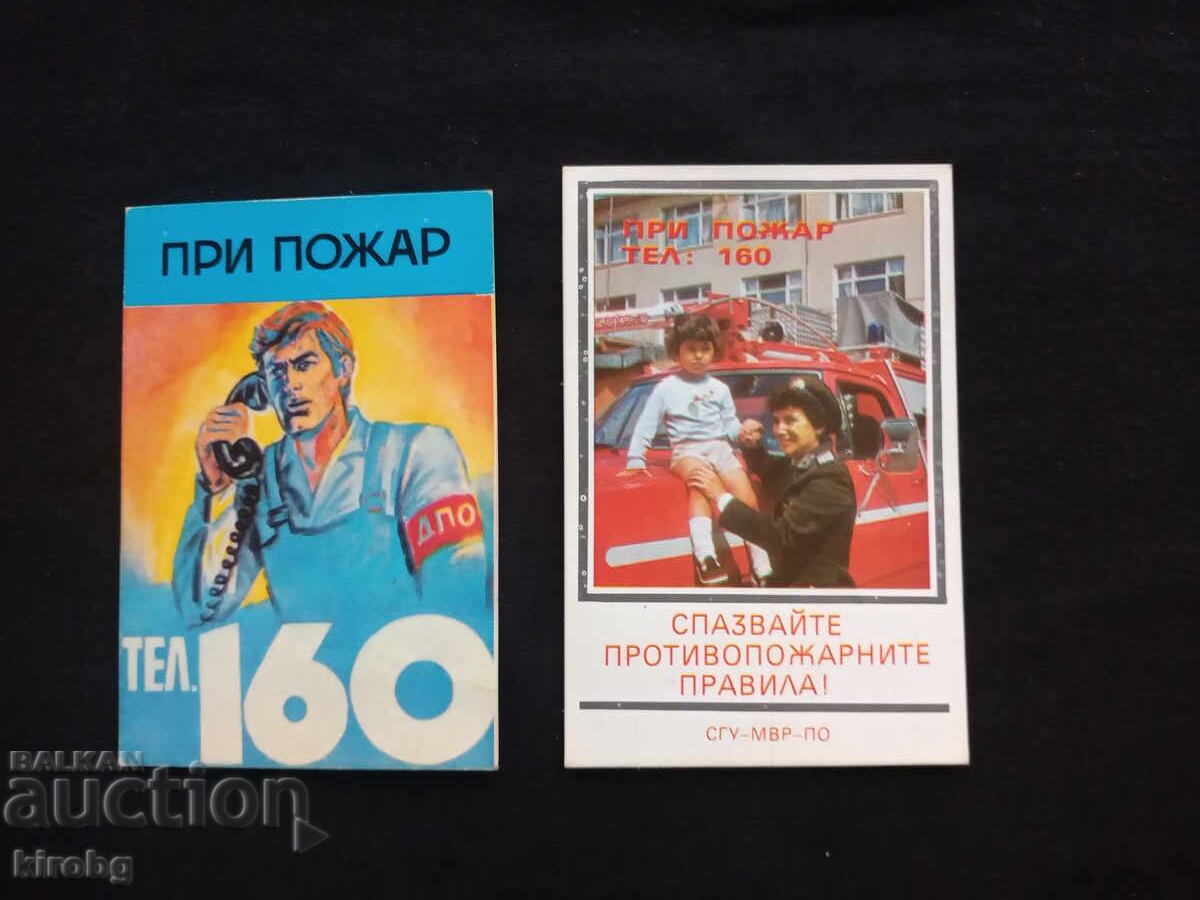 ПРИ ПОЖАР
ДПО
ТЕЛ. 160
ПРИ ПОЖАР
ТЕЛ: 160
СПАЗВАЙТЕ
ПРОТИВОПОЖАРНИТЕ
ПРАВИЛА!
СГУ-МВР-ПО
BALKAN
auction
kirobg